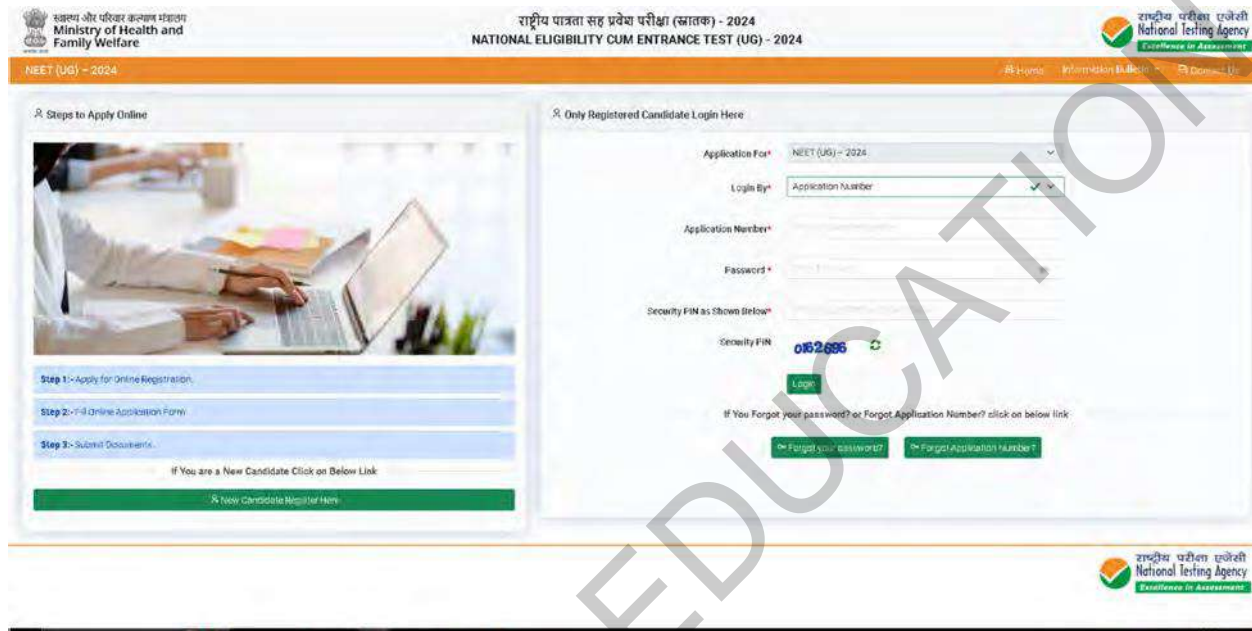 स्वास्थ्य और परिवार कल्याण मंत्रालय
Ministry of Health and
Family Welfare
राष्ट्रीय पात्रता सह प्रवेश परीक्षा (स्नातक) - 2024
NATIONAL ELIGIBILITY CUM ENTRANCE TEST (UG) - 2024
राष्ट्रीय परीक्षा एजेंसी
National Testing Agency
Excellence in Assessment
NEET (UG) – 2024
Home Information Bulletin Contact Us
Steps to Apply Online
Step 1:- Apply for Online Registration.
Step 2:- Fill Online Application Form
Step 3:- Submit Documents.
If You are a New Candidate Click on Below Link
New Candidate Register Here
Only Registered Candidate Login Here
Application For* NEET (UG) – 2024
Login By* Application Number
Application Number*
Password *
Security PIN as Shown Below*
Security PIN 0162696
Login
If You Forgot your password? or Forgot Application Number? click on below link
Forgot your password? Forgot Application Number?
EDUCATION
राष्ट्रीय परीक्षा एजेंसी
National Testing Agency
Excellence in Assessment